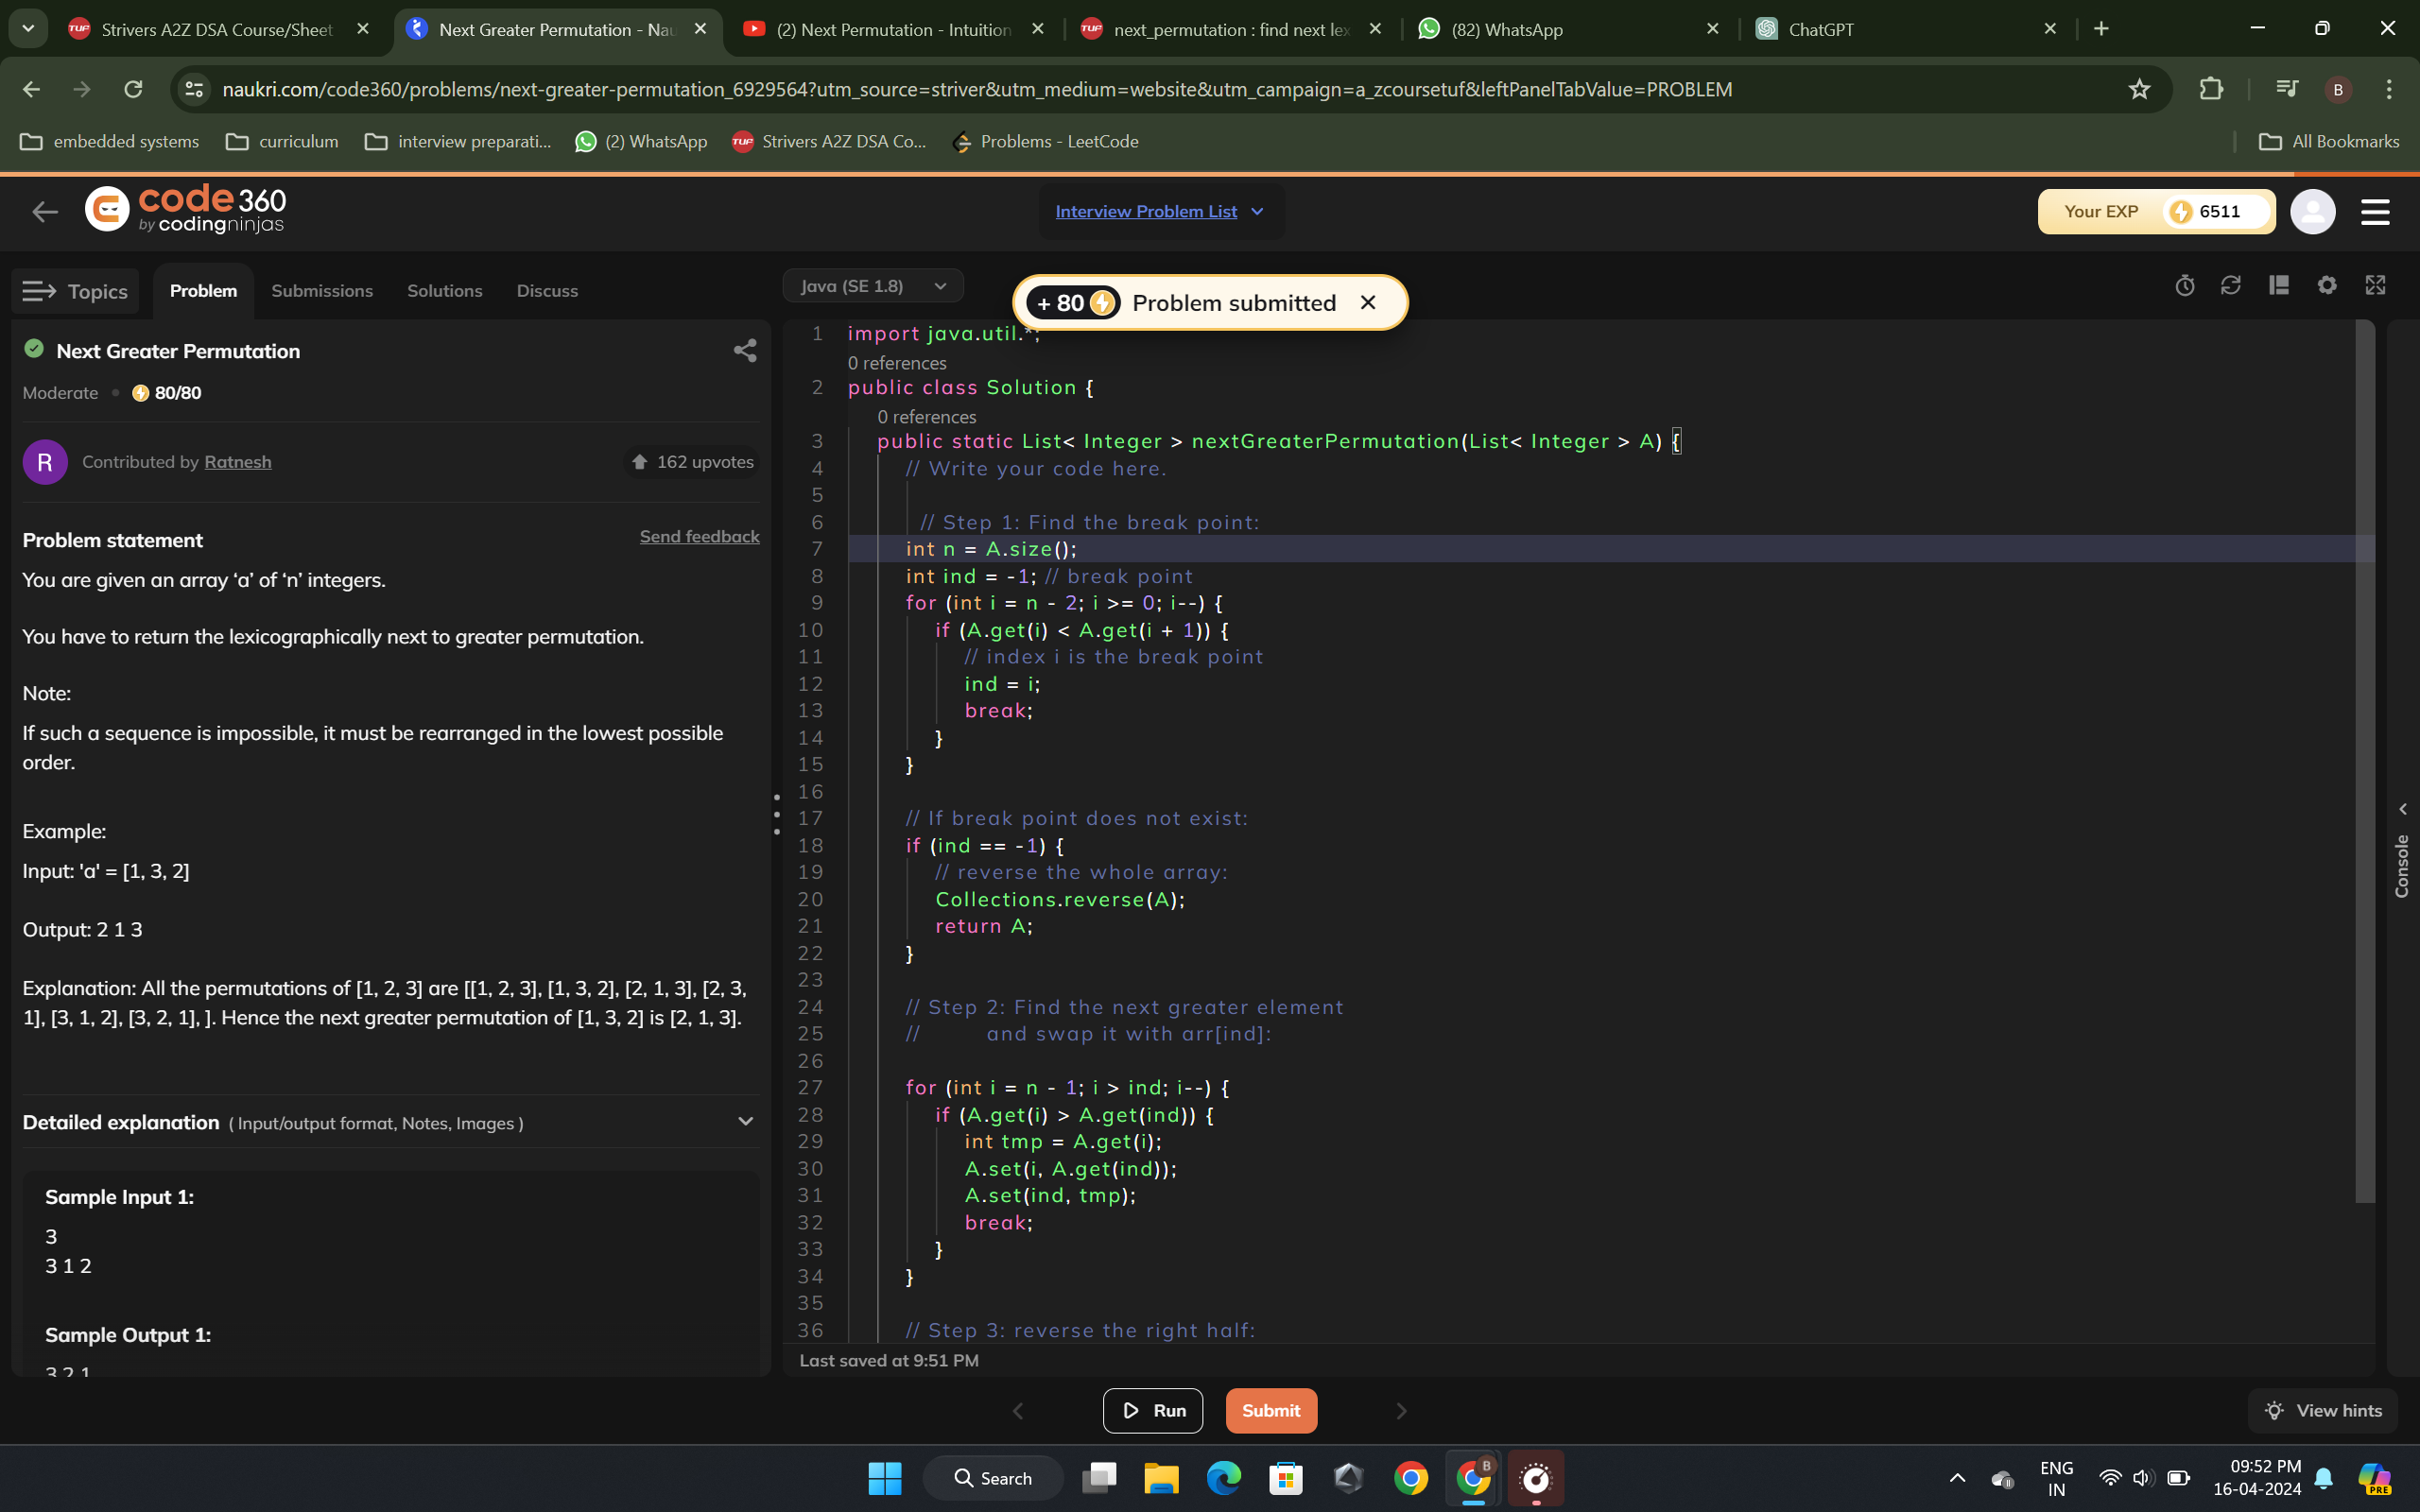 Strivers A2Z DSA Course/Sheet
Next Greater Permutation - Nau
(2) Next Permutation - Intuition
next_permutation : find next lex
(82) WhatsApp
ChatGPT
naukri.com/code360/problems/next-greater-permutation_6929564?utm_source=striver&utm_medium=website&utm_campaign=a_zcoursetuf&leftPanelTabValue=PROBLEM
B
embedded systems
curriculum
interview preparati...
(2) WhatsApp
Strivers A2Z DSA Co...
Problems - LeetCode
All Bookmarks
code 360
by codingninjas
Interview Problem List
Your EXP 6511
Topics
Problem
Submissions
Solutions
Discuss
Java (SE 1.8)
+ 80 Problem submitted
Next Greater Permutation
Moderate • 80/80
R
Contributed by Ratnesh
162 upvotes
Problem statement
Send feedback
You are given an array ‘a’ of ‘n’ integers.
You have to return the lexicographically next to greater permutation.
Note:
If such a sequence is impossible, it must be rearranged in the lowest possible
order.
Example:
Input: 'a' = [1, 3, 2]
Output: 2 1 3
Explanation: All the permutations of [1, 2, 3] are [[1, 2, 3], [1, 3, 2], [2, 1, 3], [2, 3,
1], [3, 1, 2], [3, 2, 1], ]. Hence the next greater permutation of [1, 3, 2] is [2, 1, 3].
Detailed explanation ( Input/output format, Notes, Images )
Sample Input 1:
3
3 1 2
Sample Output 1:
3 2 1
1 import java.util.*;
0 references
2 public class Solution {
0 references
3 public static List< Integer > nextGreaterPermutation(List< Integer > A) {
4 // Write your code here.
5
6 // Step 1: Find the break point:
7 int n = A.size();
8 int ind = -1; // break point
9 for (int i = n - 2; i >= 0; i--) {
10 if (A.get(i) < A.get(i + 1)) {
11 // index i is the break point
12 ind = i;
13 break;
14 }
15 }
16
17 // If break point does not exist:
18 if (ind == -1) {
19 // reverse the whole array:
20 Collections.reverse(A);
21 return A;
22 }
23
24 // Step 2: Find the next greater element
25 // and swap it with arr[ind]:
26
27 for (int i = n - 1; i > ind; i--) {
28 if (A.get(i) > A.get(ind)) {
29 int tmp = A.get(i);
30 A.set(i, A.get(ind));
31 A.set(ind, tmp);
32 break;
33 }
34 }
35
36 // Step 3: reverse the right half:
Console
Last saved at 9:51 PM
Run
Submit
View hints
Search
B
ENG
IN
09:52 PM
16-04-2024
PRE